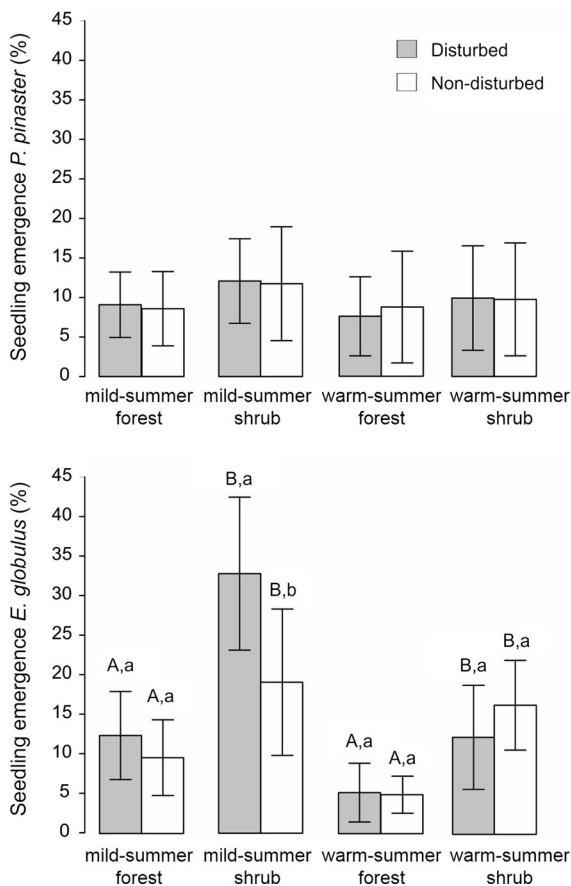 Seedling emergence P. pinaster (%)
45
40
35
30
25
20
15
10
5
0
Disturbed
Non-disturbed
mild-summer
forest
mild-summer
shrub
warm-summer
forest
warm-summer
shrub
Seedling emergence E. globulus (%)
45
40
35
30
25
20
15
10
5
0
A,a
A,a
B,a
B,b
A,a
A,a
B,a
B,a
mild-summer
forest
mild-summer
shrub
warm-summer
forest
warm-summer
shrub